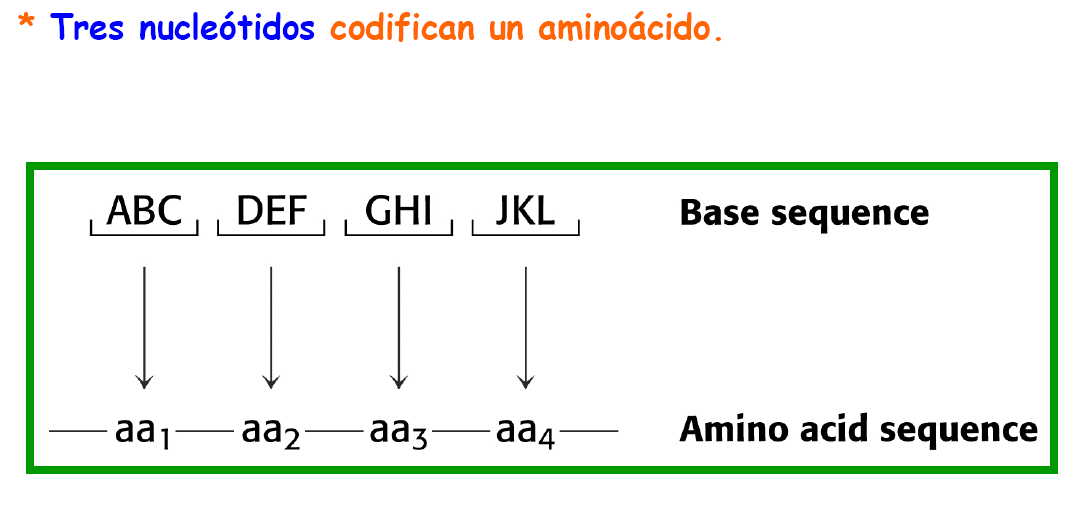 * Tres nucleótidos codifican un aminoácido.
ABC DEF GHI JKL Base sequence
aa₁ aa₂ aa₃ aa₄ Amino acid sequence